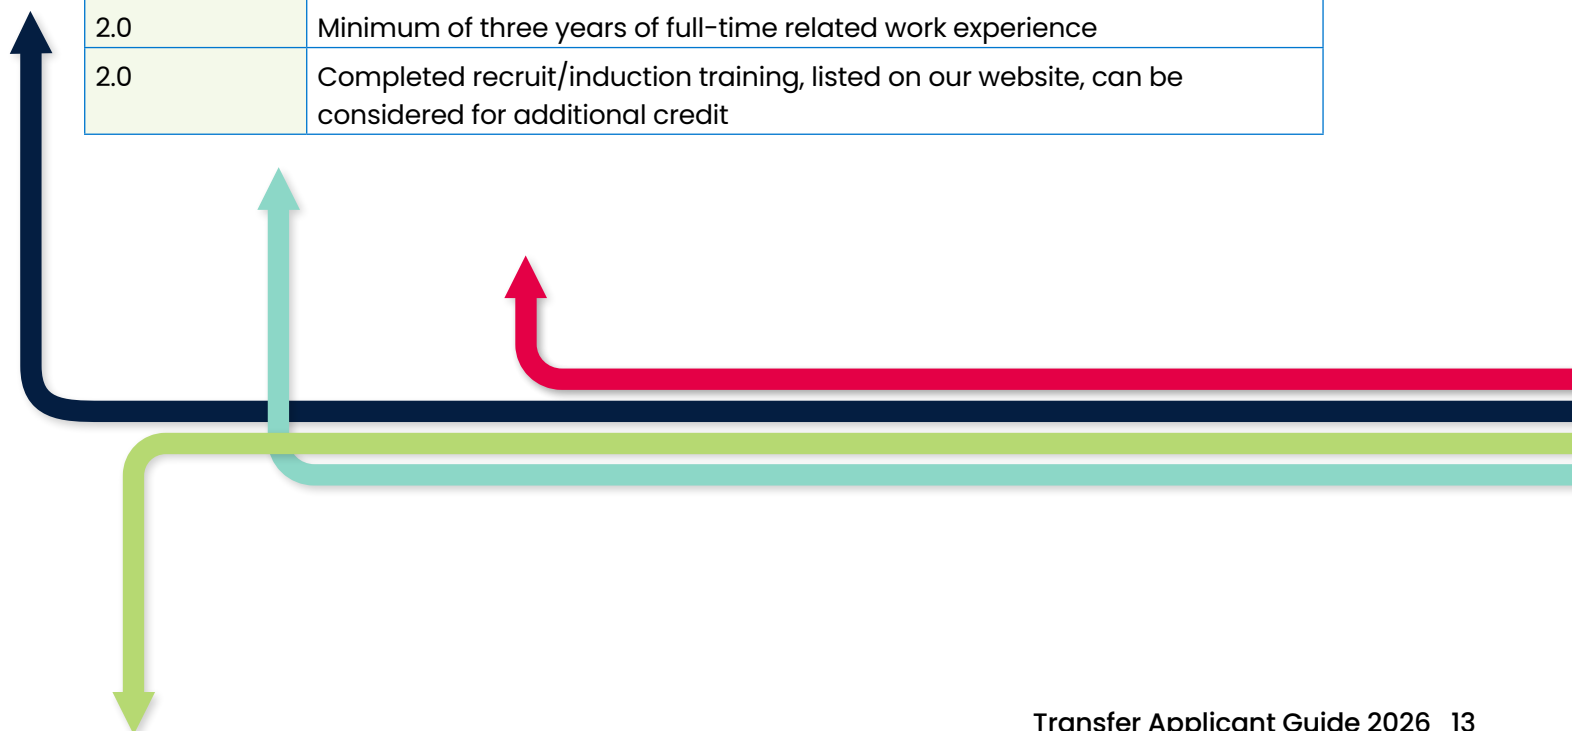 2.0 Minimum of three years of full-time related work experience
2.0 Completed recruit/induction training, listed on our website, can be
considered for additional credit
Transfer Applicant Guide 2026 13